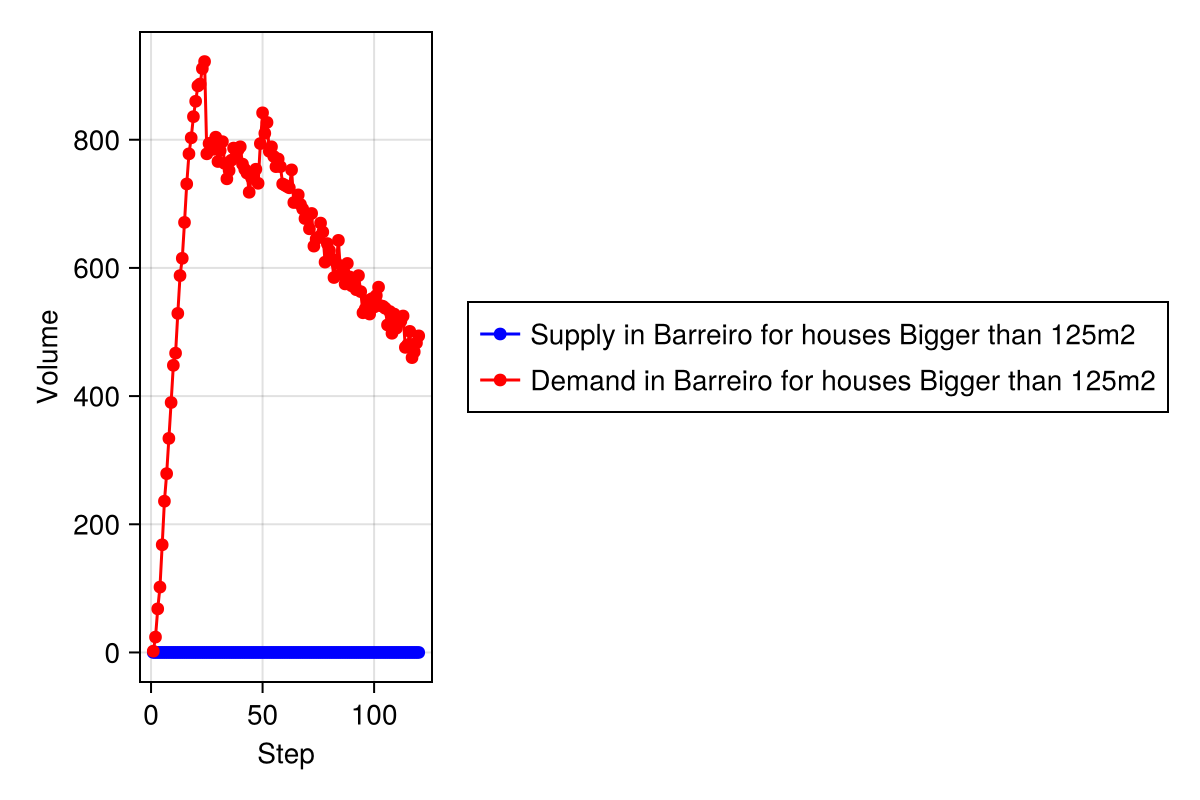 Volume
800
600
400
200
0
0 50 100
Step
Supply in Barreiro for houses Bigger than 125m2
Demand in Barreiro for houses Bigger than 125m2